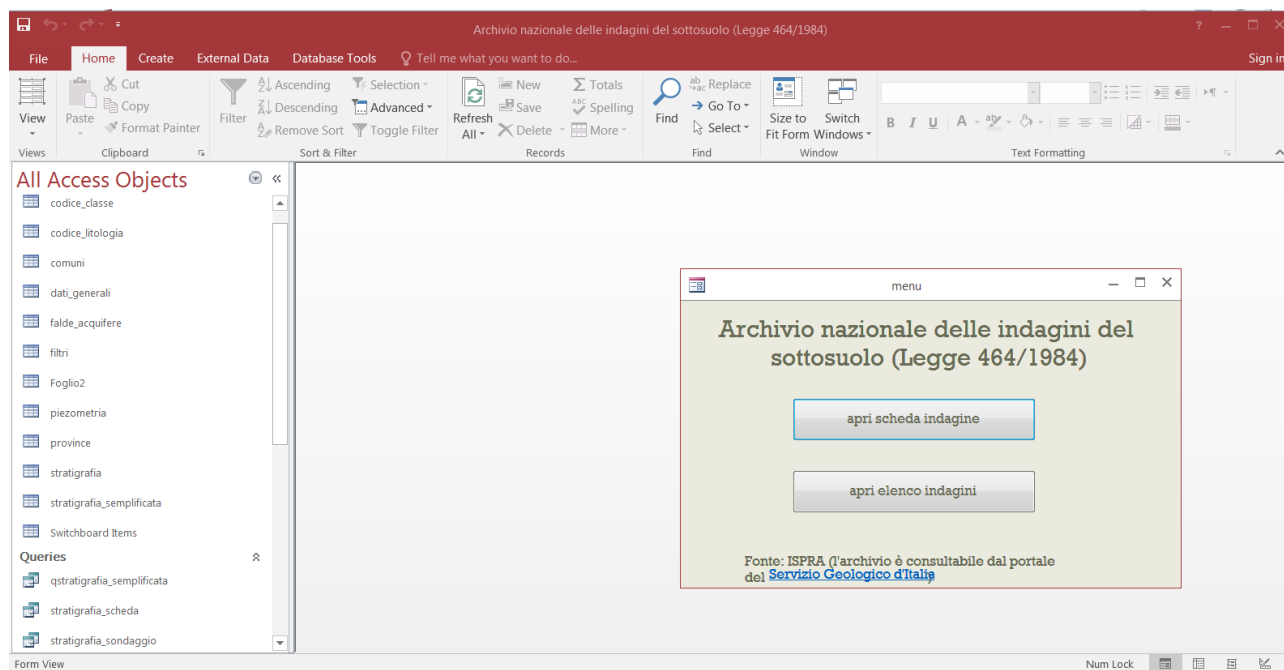 Archivio nazionale delle indagini del sottosuolo (Legge 464/1984)
File Home Create External Data Database Tools Tell me what you want to do... Sign in
View
Paste
Cut
Copy
Format Painter
Filter
Ascending
Descending
Remove Sort
Selection
Advanced
Toggle Filter
Refresh
All
New
Save
Delete
Totals
Spelling
More
Find
Replace
Go To
Select
Size to
Fit Form
Switch
Windows
B I U A
Views Clipboard Sort & Filter Records Find Window Text Formatting
All Access Objects
codice_classe
codice_litologia
comuni
dati_generali
falde_acquifere
filtri
Foglio2
piezometria
province
stratigrafia
stratigrafia_semplificata
Switchboard Items
Queries
qstratigrafia_semplificata
stratigrafia_scheda
stratigrafia_sondaggio
menu
Archivio nazionale delle indagini del
sottosuolo (Legge 464/1984)
apri scheda indagine
apri elenco indagini
Fonte: ISPRA (l'archivio è consultabile dal portale
del Servizio Geologico d'Italia)
Form View Num Lock